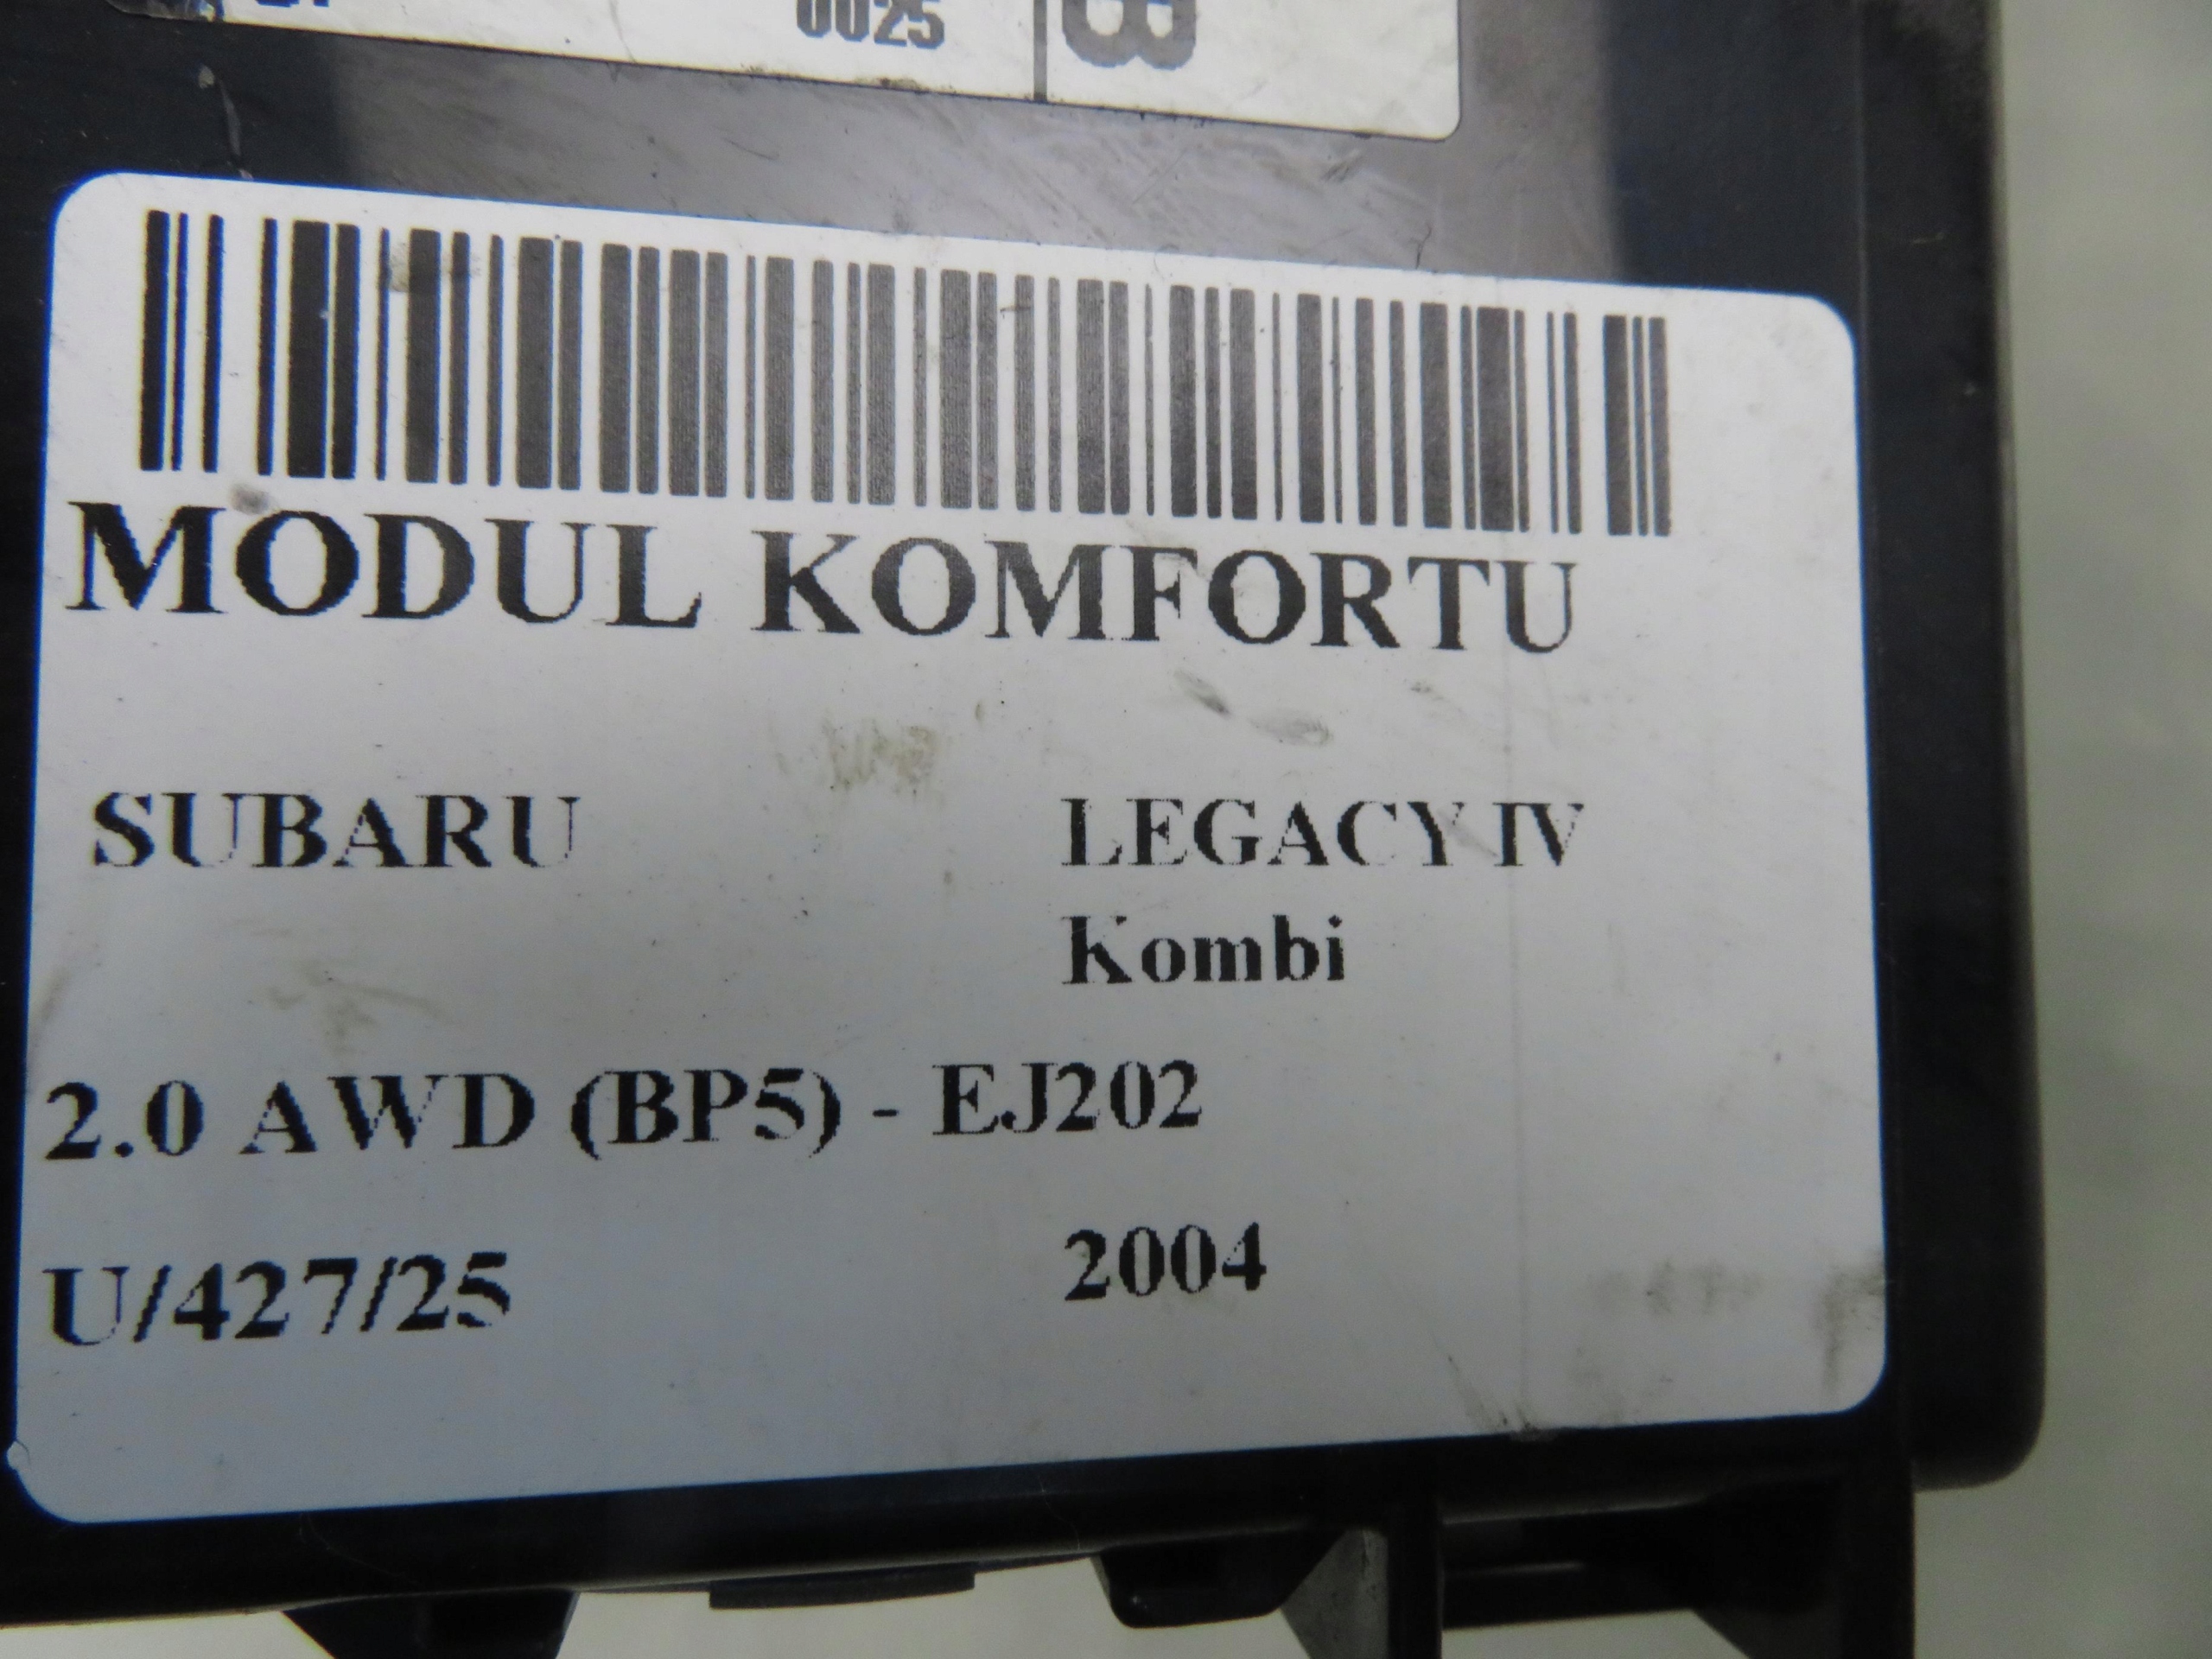 0025
B
MODUL KOMFORTU
SUBARU LEGACY IV
Kombi
2.0 AWD (BP5) - EJ202
U/427/25 2004